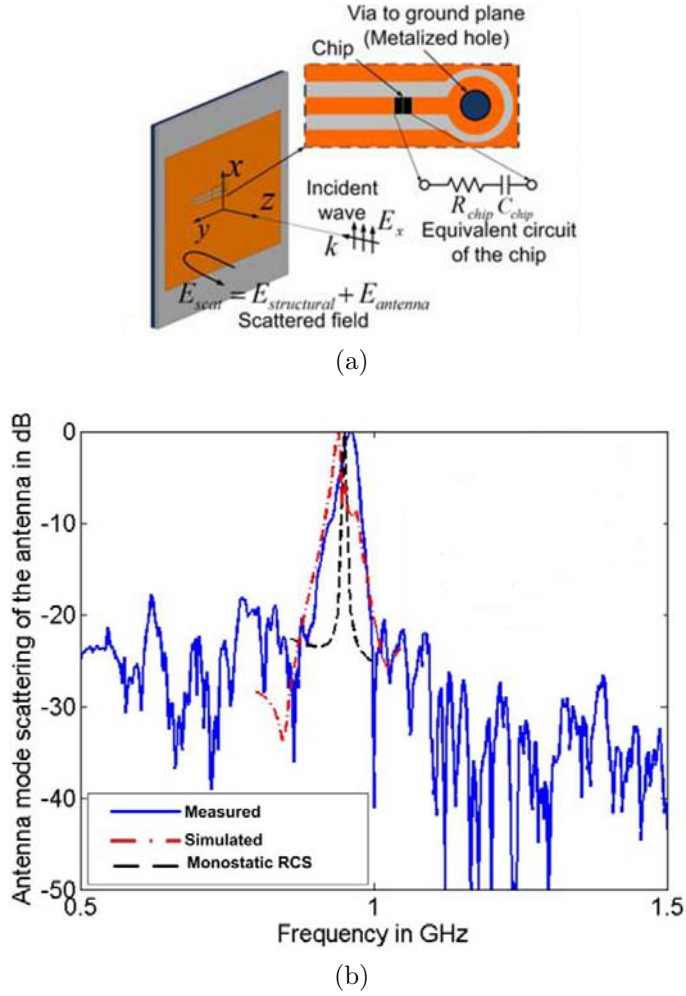 Via to ground plane
(Metalized hole)
Chip
x
z
y
Incident
wave
E_x
k
R_chip C_chip
Equivalent circuit
of the chip
E_scat = E_structural + E_antenna
Scattered field
(a)
Antenna mode scattering of the antenna in dB
0
-10
-20
-30
-40
-50
Measured
Simulated
Monostatic RCS
0.5
1
1.5
Frequency in GHz
(b)